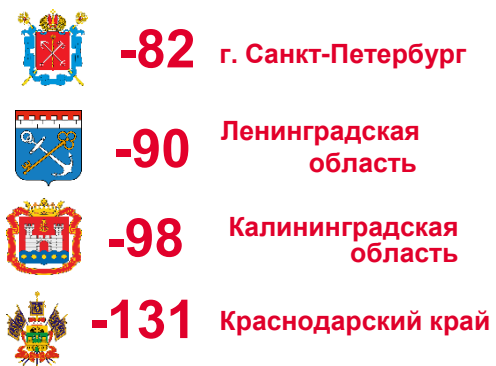 -82 г. Санкт-Петербург
-90 Ленинградская
область
-98 Калининградская
область
-131 Краснодарский край